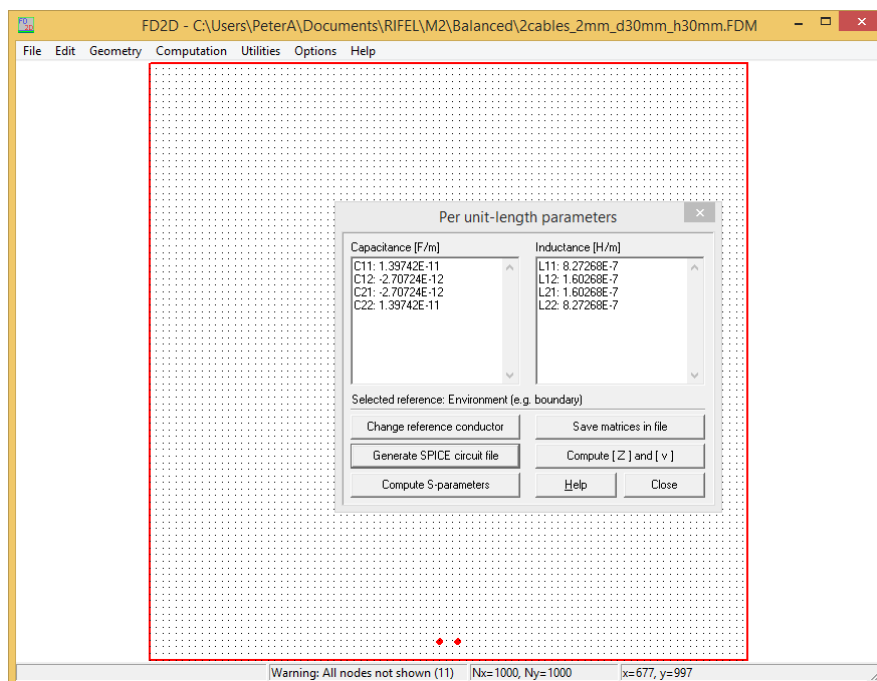 FD2D - C:\Users\PeterA\Documents\RIFEL\M2\Balanced\2cables_2mm_d30mm_h30mm.FDM
File Edit Geometry Computation Utilities Options Help
Per unit-length parameters
Capacitance [F/m]
C11: 1.39742E-11
C12: -2.70724E-12
C21: -2.70724E-12
C22: 1.39742E-11
Inductance [H/m]
L11: 8.27268E-7
L12: 1.60268E-7
L21: 1.60268E-7
L22: 8.27268E-7
Selected reference: Environment (e.g. boundary)
Change reference conductor
Save matrices in file
Generate SPICE circuit file
Compute [ Z ] and [ v ]
Compute S-parameters
Help
Close
Warning: All nodes not shown (11) Nx=1000, Ny=1000 x=677, y=997